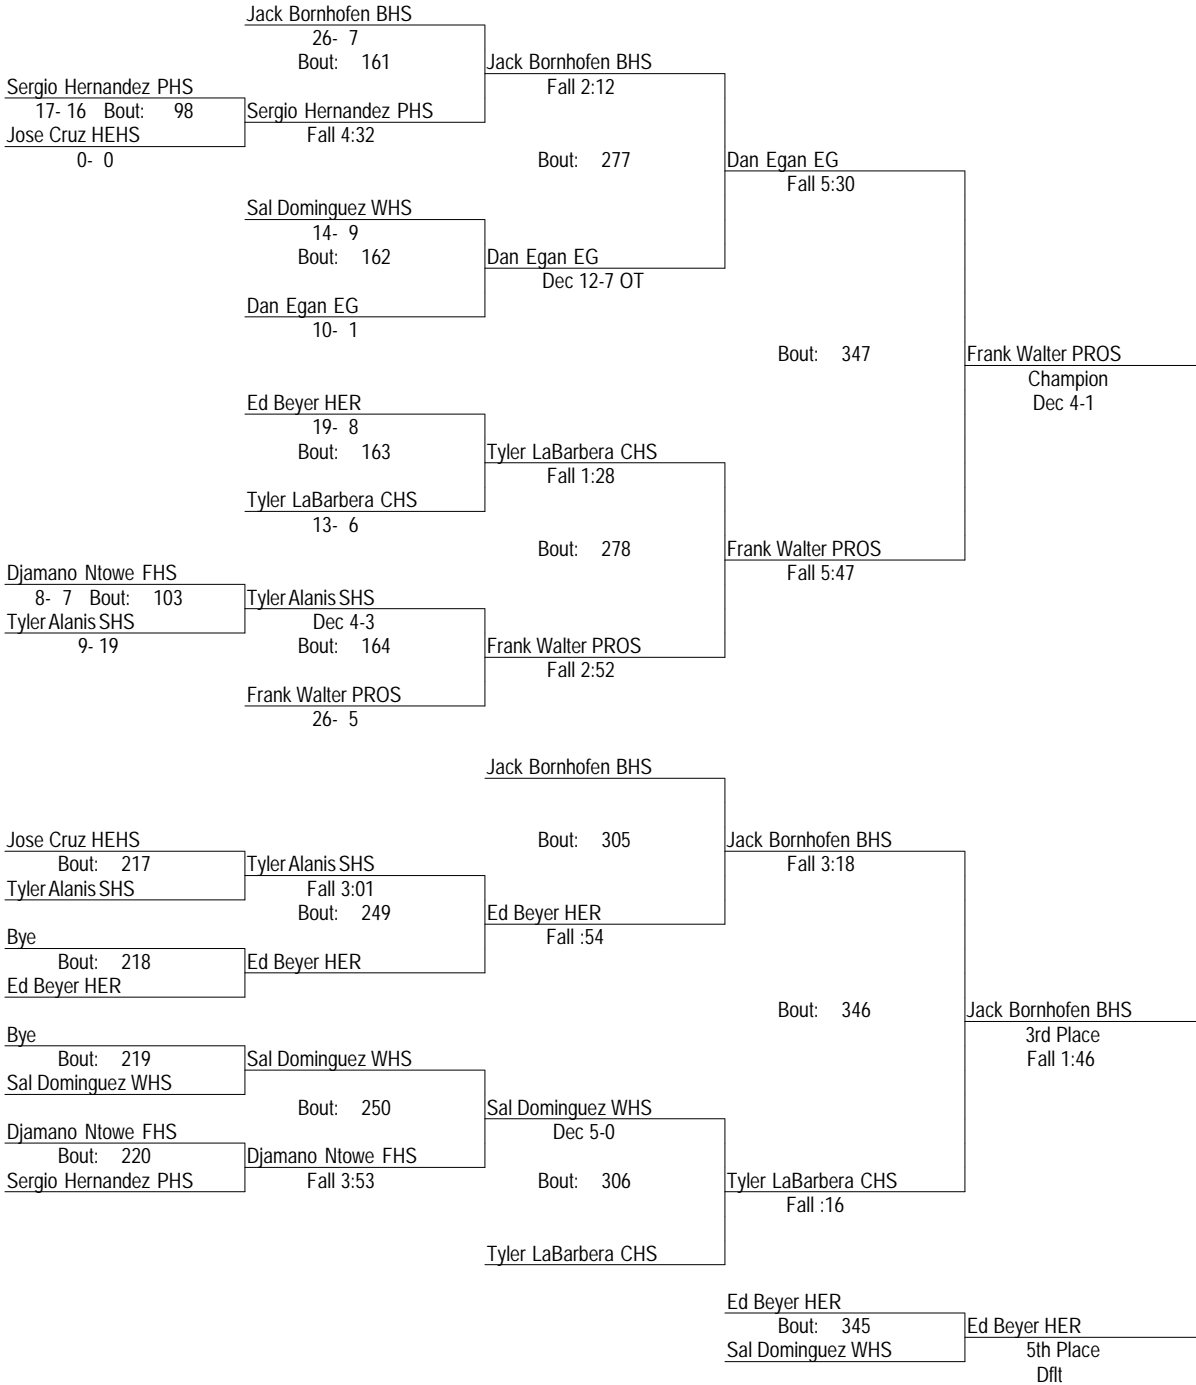 Jack Bornhofen BHS
26- 7
Bout: 161
Jack Bornhofen BHS
Fall 2:12
Sergio Hernandez PHS
17- 16 Bout: 98
Sergio Hernandez PHS
Fall 4:32
Jose Cruz HEHS
0- 0
Bout: 277
Dan Egan EG
Fall 5:30
Sal Dominguez WHS
14- 9
Bout: 162
Dan Egan EG
Dec 12-7 OT
Dan Egan EG
10- 1
Bout: 347
Frank Walter PROS
Champion
Dec 4-1
Ed Beyer HER
19- 8
Bout: 163
Tyler LaBarbera CHS
Fall 1:28
Tyler LaBarbera CHS
13- 6
Bout: 278
Frank Walter PROS
Fall 5:47
Djamano Ntowe FHS
8- 7 Bout: 103
Tyler Alanis SHS
Dec 4-3
Tyler Alanis SHS
9- 19
Bout: 164
Frank Walter PROS
Fall 2:52
Frank Walter PROS
26- 5
Jack Bornhofen BHS
Jose Cruz HEHS
Bout: 217
Tyler Alanis SHS
Bout: 305
Jack Bornhofen BHS
Fall 3:18
Tyler Alanis SHS
Fall 3:01
Bout: 249
Ed Beyer HER
Fall :54
Bye
Bout: 218
Ed Beyer HER
Ed Beyer HER
Bout: 346
Jack Bornhofen BHS
3rd Place
Fall 1:46
Bye
Bout: 219
Sal Dominguez WHS
Sal Dominguez WHS
Bout: 250
Sal Dominguez WHS
Dec 5-0
Djamano Ntowe FHS
Bout: 220
Djamano Ntowe FHS
Fall 3:53
Sergio Hernandez PHS
Bout: 306
Tyler LaBarbera CHS
Fall :16
Tyler LaBarbera CHS
Ed Beyer HER
Bout: 345
Ed Beyer HER
Sal Dominguez WHS
5th Place
Dflt